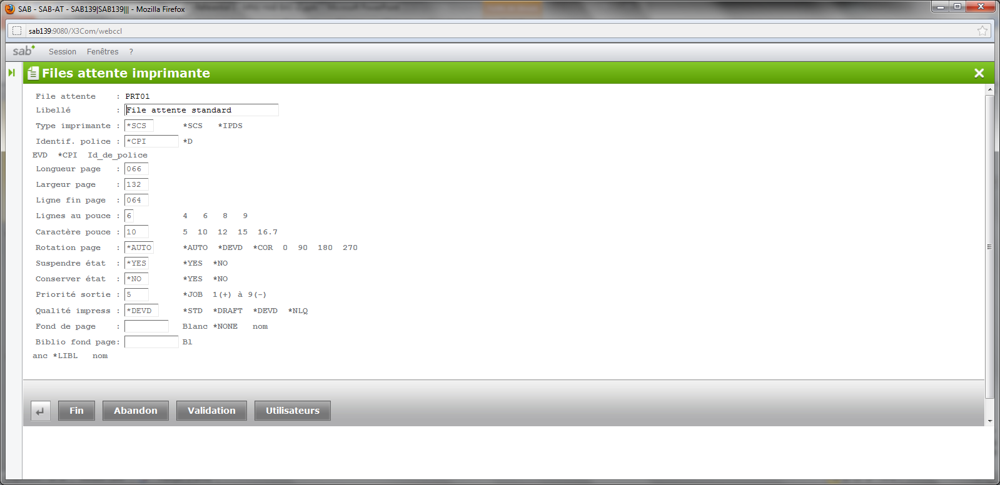 SAB - SAB-AT - SAB139|SAB139||| - Mozilla Firefox
sab139:9080/X3Com/webccl
sab Session Fenêtres ?
Files attente imprimante
File attente : PRT01
Libellé : File attente standard
Type imprimante : *SCS *SCS *IPDS
Identif. police : *CPI *D
EVD *CPI Id_de_police
Longueur page : 066
Largeur page : 132
Ligne fin page : 064
Lignes au pouce : 6 4 6 8 9
Caractère pouce : 10 5 10 12 15 16.7
Rotation page : *AUTO *AUTO *DEVD *COR 0 90 180 270
Suspendre état : *YES *YES *NO
Conserver état : *NO *YES *NO
Priorité sortie : 5 *JOB 1(+) à 9(-)
Qualité impress : *DEVD *STD *DRAFT *DEVD *NLQ
Fond de page : Blanc *NONE nom
Biblio fond page: Bl
anc *LIBL nom
Fin Abandon Validation Utilisateurs